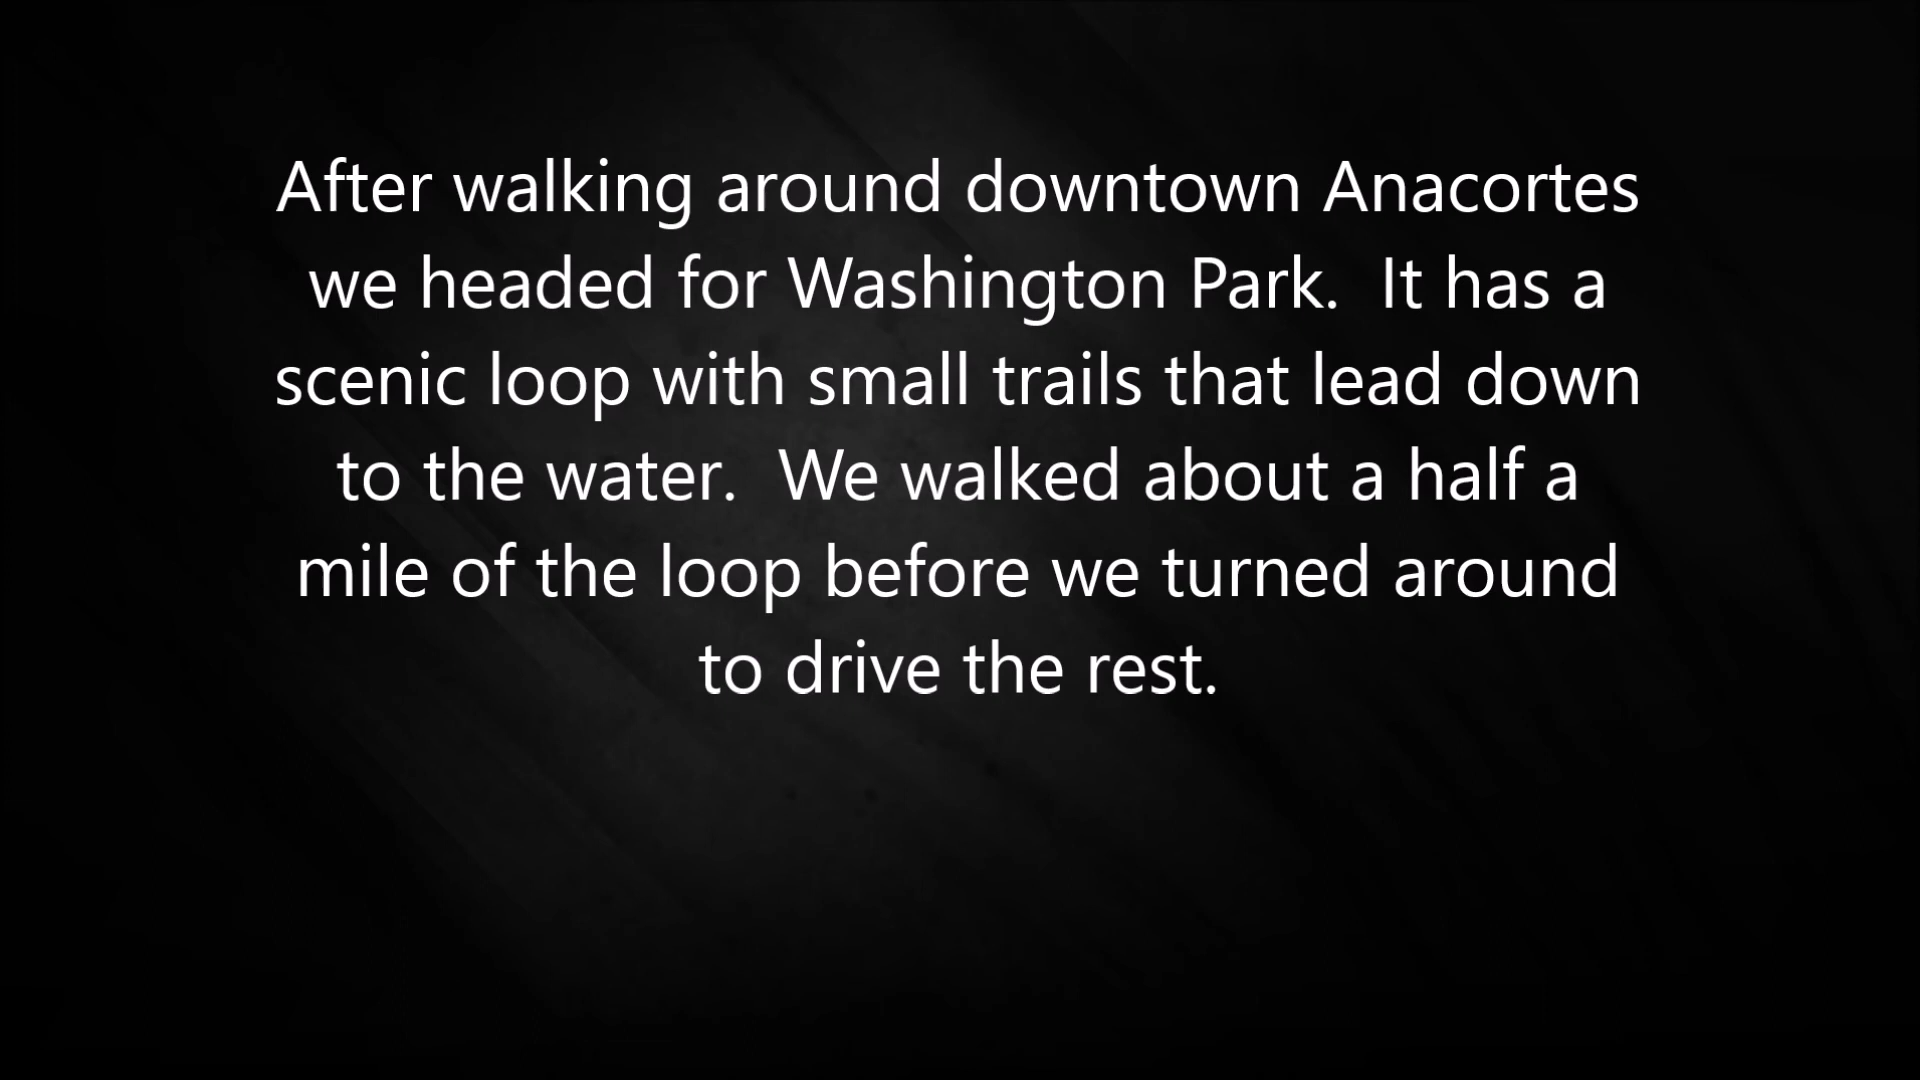 After walking around downtown Anacortes
we headed for Washington Park.  It has a
scenic loop with small trails that lead down
to the water.  We walked about a half a
mile of the loop before we turned around
to drive the rest.